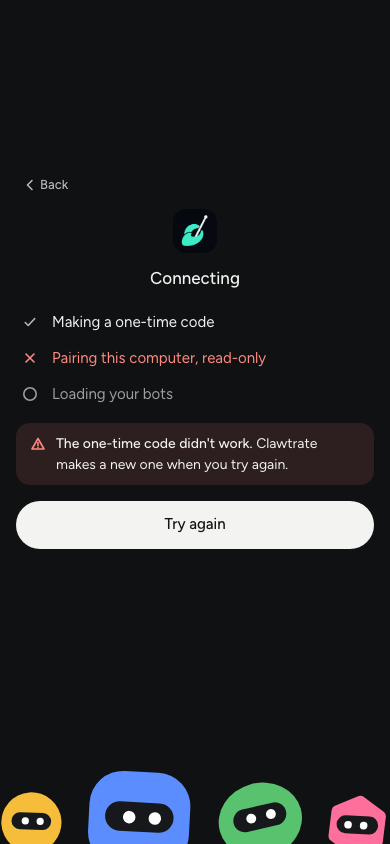 Back
Connecting
Making a one-time code
Pairing this computer, read-only
Loading your bots
The one-time code didn't work. Clawtrate
makes a new one when you try again.
Try again